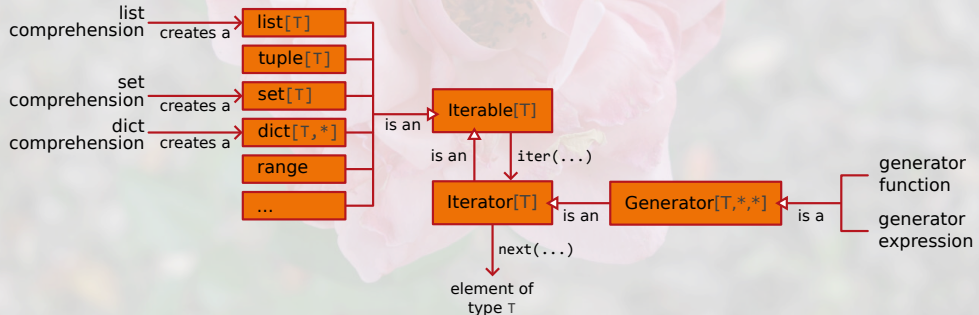 list
comprehension
creates a
list[T]
tuple[T]
set
comprehension
creates a
set[T]
dict
comprehension
creates a
dict[T,*]
range
...
is an
Iterable[T]
is an
iter(...)
Iterator[T]
is an
Generator[T,*,*]
is a
generator
function
generator
expression
next(...)
element of
type T